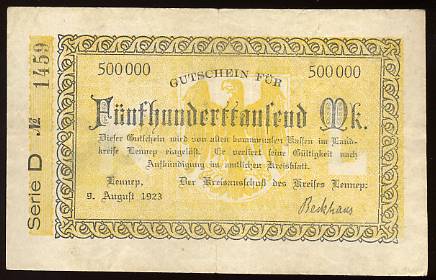 500000 500000
GUTSCHEIN FÜR
Fünfhunderttausend Mk.
Dieser Gutschein wird von allen kommunalen Kassen im Land-
kreise Lennep eingelöst. Er verliert seine Gültigkeit nach
Aufkündigung im amtlichen Kreisblatt.
Lennep, Der Kreisausschuß des Kreises Lennep:
9. August 1923
Beckhaus
Serie D № 1459